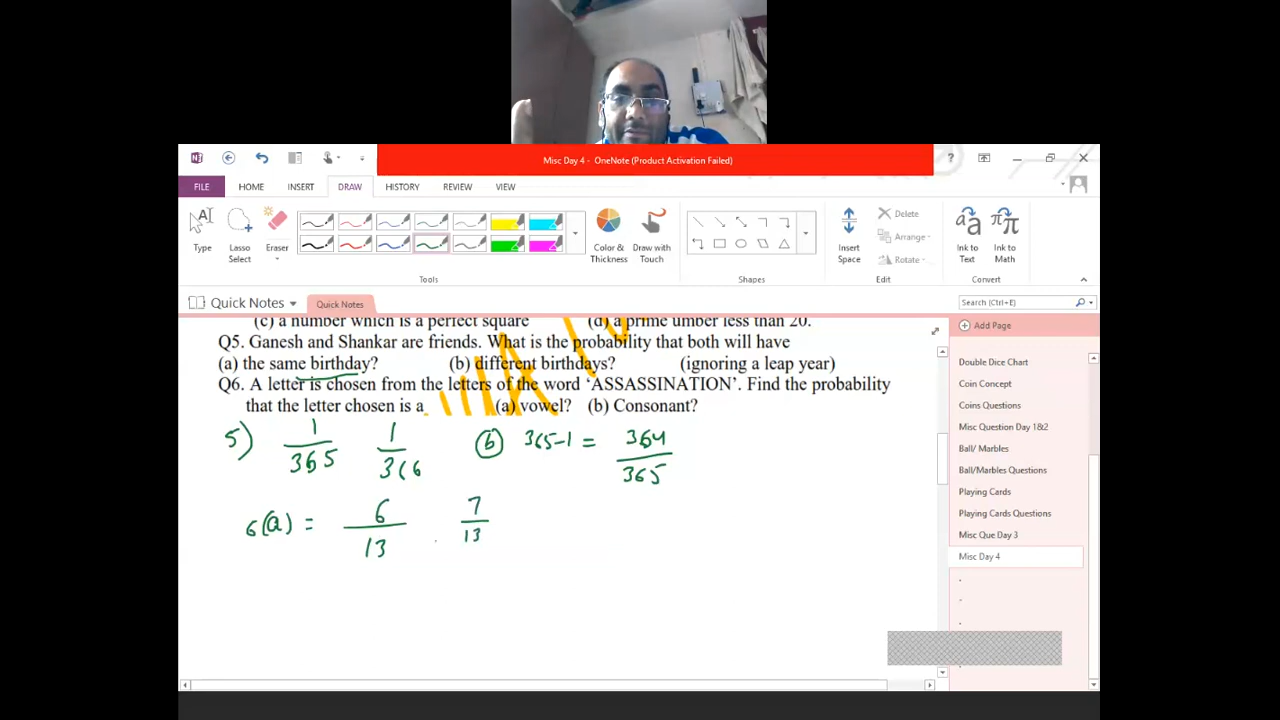 Misc Day 4 - OneNote (Product Activation Failed)
?
FILE
HOME
INSERT
DRAW
HISTORY
REVIEW
VIEW
Type
Lasso Select
Eraser
Color & Thickness
Draw with Touch
Insert Space
Delete
Arrange
Rotate
Ink to Text
Ink to Math
Tools
Shapes
Edit
Convert
Quick Notes
Quick Notes
Search (Ctrl+E)
(c) a number which is a perfect square (d) a prime umber less than 20.
Q5. Ganesh and Shankar are friends. What is the probability that both will have
(a) the same birthday? (b) different birthdays? (ignoring a leap year)
Q6. A letter is chosen from the letters of the word ‘ASSASSINATION’. Find the probability
that the letter chosen is a (a) vowel? (b) Consonant?
5) 1/365 1/366 (b) 365-1 = 364/365
6(a) = 6/13 7/13
Add Page
Double Dice Chart
Coin Concept
Coins Questions
Misc Question Day 1&2
Ball/ Marbles
Ball/Marbles Questions
Playing Cards
Playing Cards Questions
Misc Que Day 3
Misc Day 4